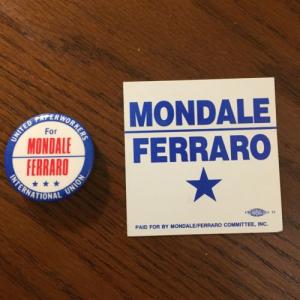 UNITED PAPERWORKERS
For
MONDALE
FERRARO
INTERNATIONAL UNION
MONDALE
FERRARO
PAID FOR BY MONDALE/FERRARO COMMITTEE, INC.